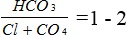 HCO₃ / Cl + CO₄ = 1 - 2